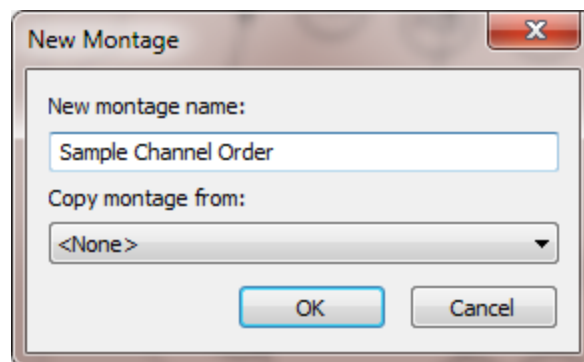 New Montage
New montage name:
Sample Channel Order
Copy montage from:
<None>
OK Cancel